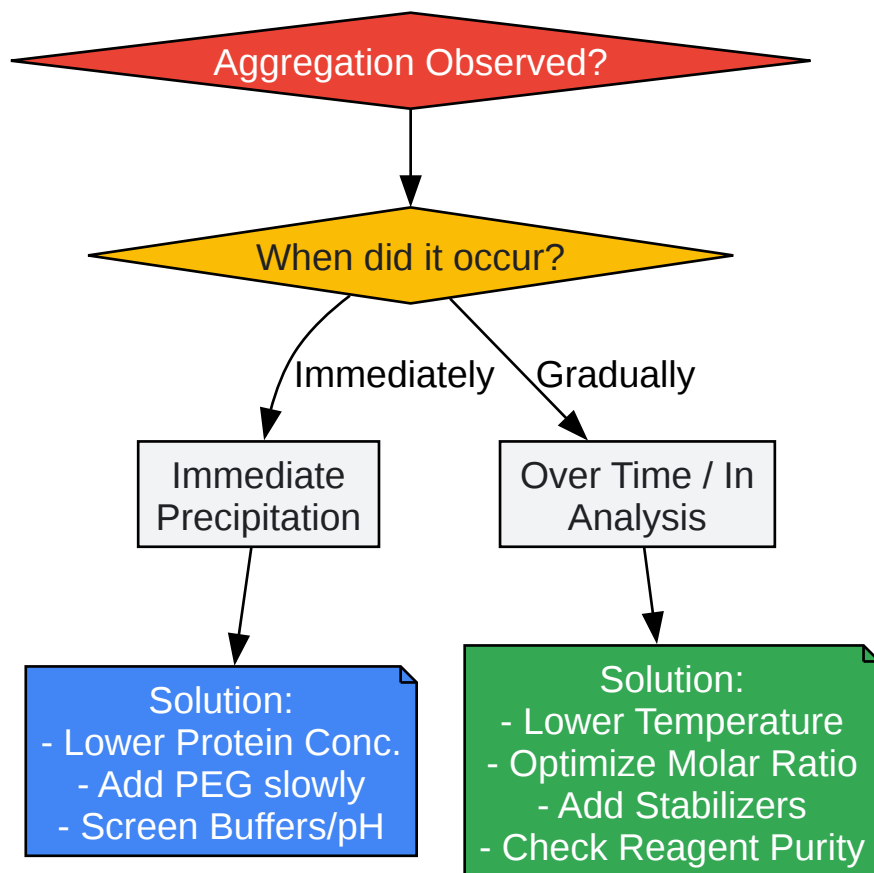 Aggregation Observed?
When did it occur?
Immediately
Gradually
Immediate
Precipitation
Over Time / In
Analysis
Solution:
- Lower Protein Conc.
- Add PEG slowly
- Screen Buffers/pH
Solution:
- Lower Temperature
- Optimize Molar Ratio
- Add Stabilizers
- Check Reagent Purity